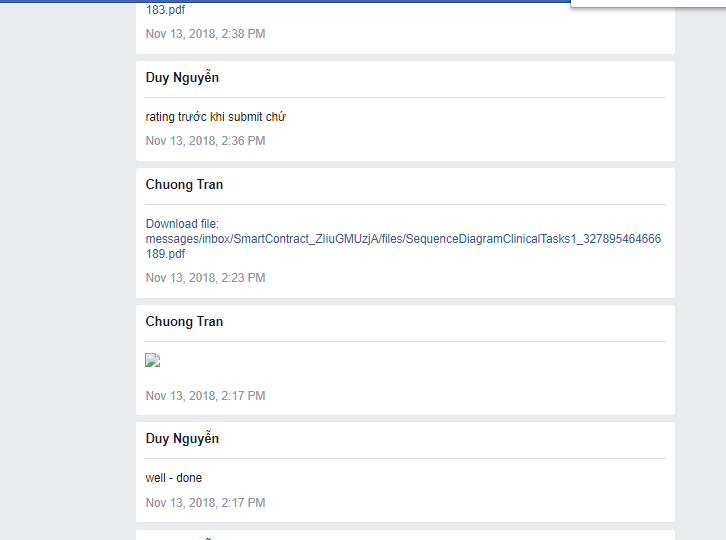 183.pdf
Nov 13, 2018, 2:38 PM
Duy Nguyễn
rating trước khi submit chứ
Nov 13, 2018, 2:36 PM
Chuong Tran
Download file:
messages/inbox/SmartContract_ZliuGMUzjA/files/SequenceDiagramClinicalTasks1_327895464666
189.pdf
Nov 13, 2018, 2:23 PM
Chuong Tran
Nov 13, 2018, 2:17 PM
Duy Nguyễn
well - done
Nov 13, 2018, 2:17 PM